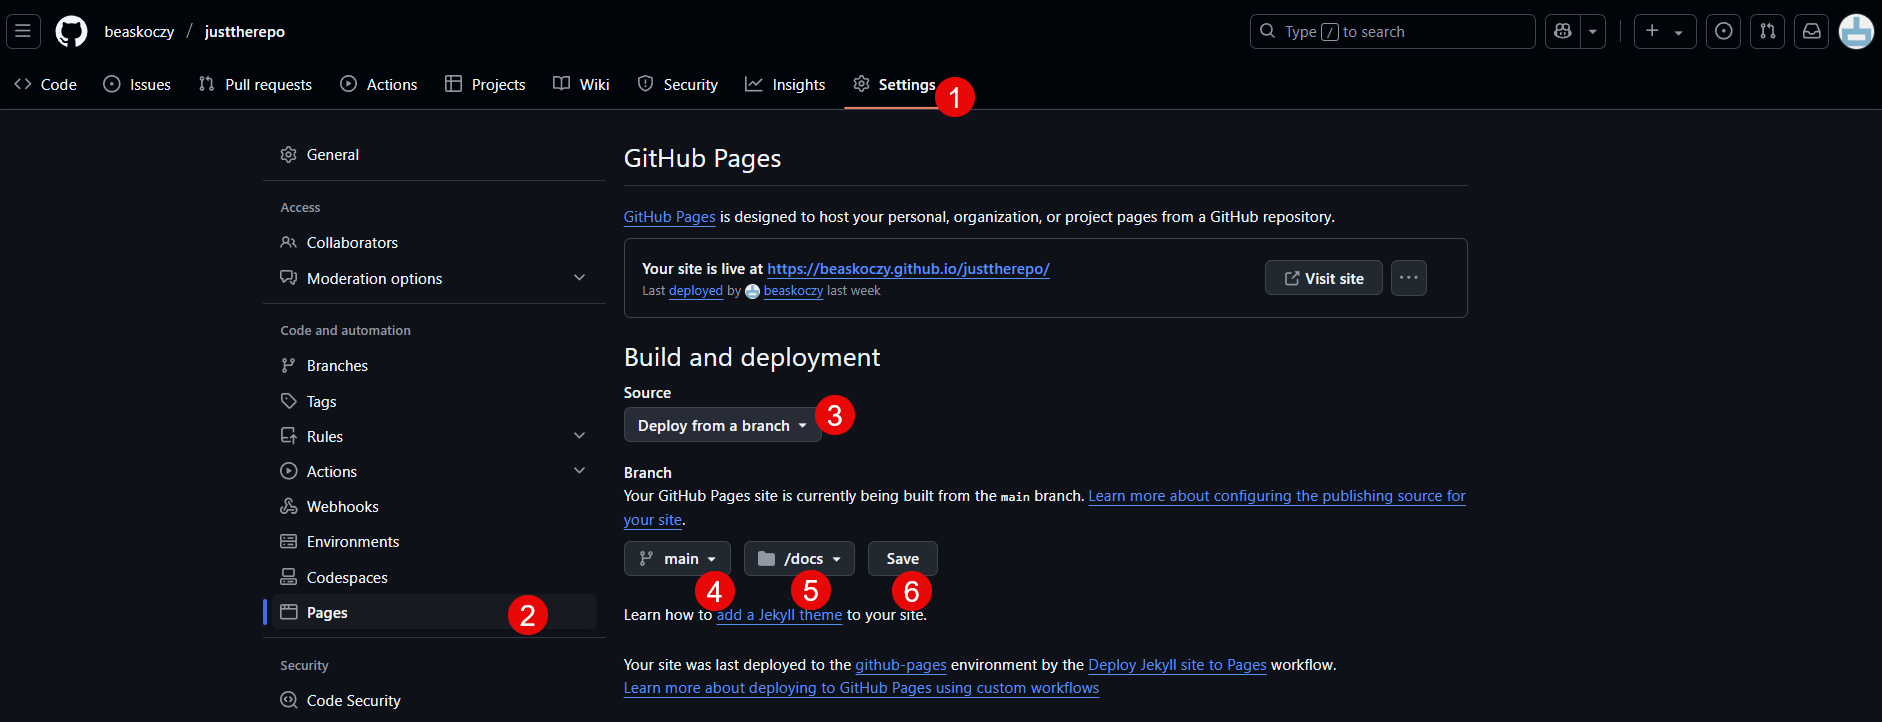 beaskoczy / justtherepo
Type / to search
Code Issues Pull requests Actions Projects Wiki Security Insights Settings
1
General
Access
Collaborators
Moderation options
Code and automation
Branches
Tags
Rules
Actions
Webhooks
Environments
Codespaces
Pages
2
Security
Code Security
GitHub Pages
GitHub Pages is designed to host your personal, organization, or project pages from a GitHub repository.
Your site is live at https://beaskoczy.github.io/justtherepo/
Last deployed by beaskoczy last week
Visit site
Build and deployment
Source
Deploy from a branch
3
Branch
Your GitHub Pages site is currently being built from the main branch. Learn more about configuring the publishing source for
your site.
main /docs Save
4 5 6
Learn how to add a Jekyll theme to your site.
Your site was last deployed to the github-pages environment by the Deploy Jekyll site to Pages workflow.
Learn more about deploying to GitHub Pages using custom workflows